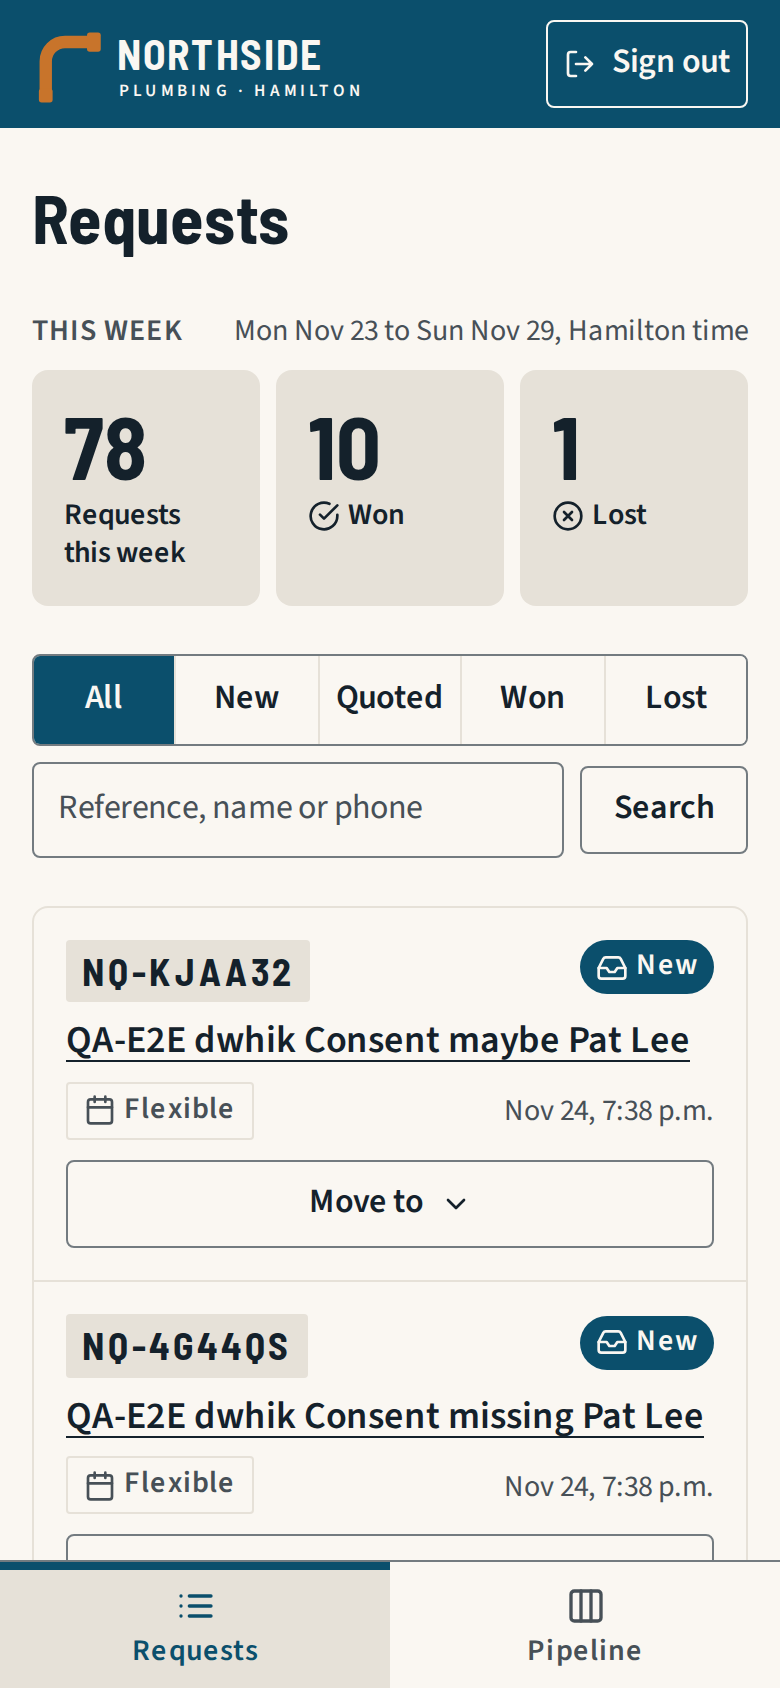 NORTHSIDE
PLUMBING · HAMILTON
Sign out
Requests
THIS WEEK
Mon Nov 23 to Sun Nov 29, Hamilton time
78
Requests
this week
10
Won
1
Lost
All
New
Quoted
Won
Lost
Reference, name or phone
Search
NQ-KJAA32
New
QA-E2E dwhik Consent maybe Pat Lee
Flexible
Nov 24, 7:38 p.m.
Move to
NQ-4G44QS
New
QA-E2E dwhik Consent missing Pat Lee
Flexible
Nov 24, 7:38 p.m.
Requests
Pipeline